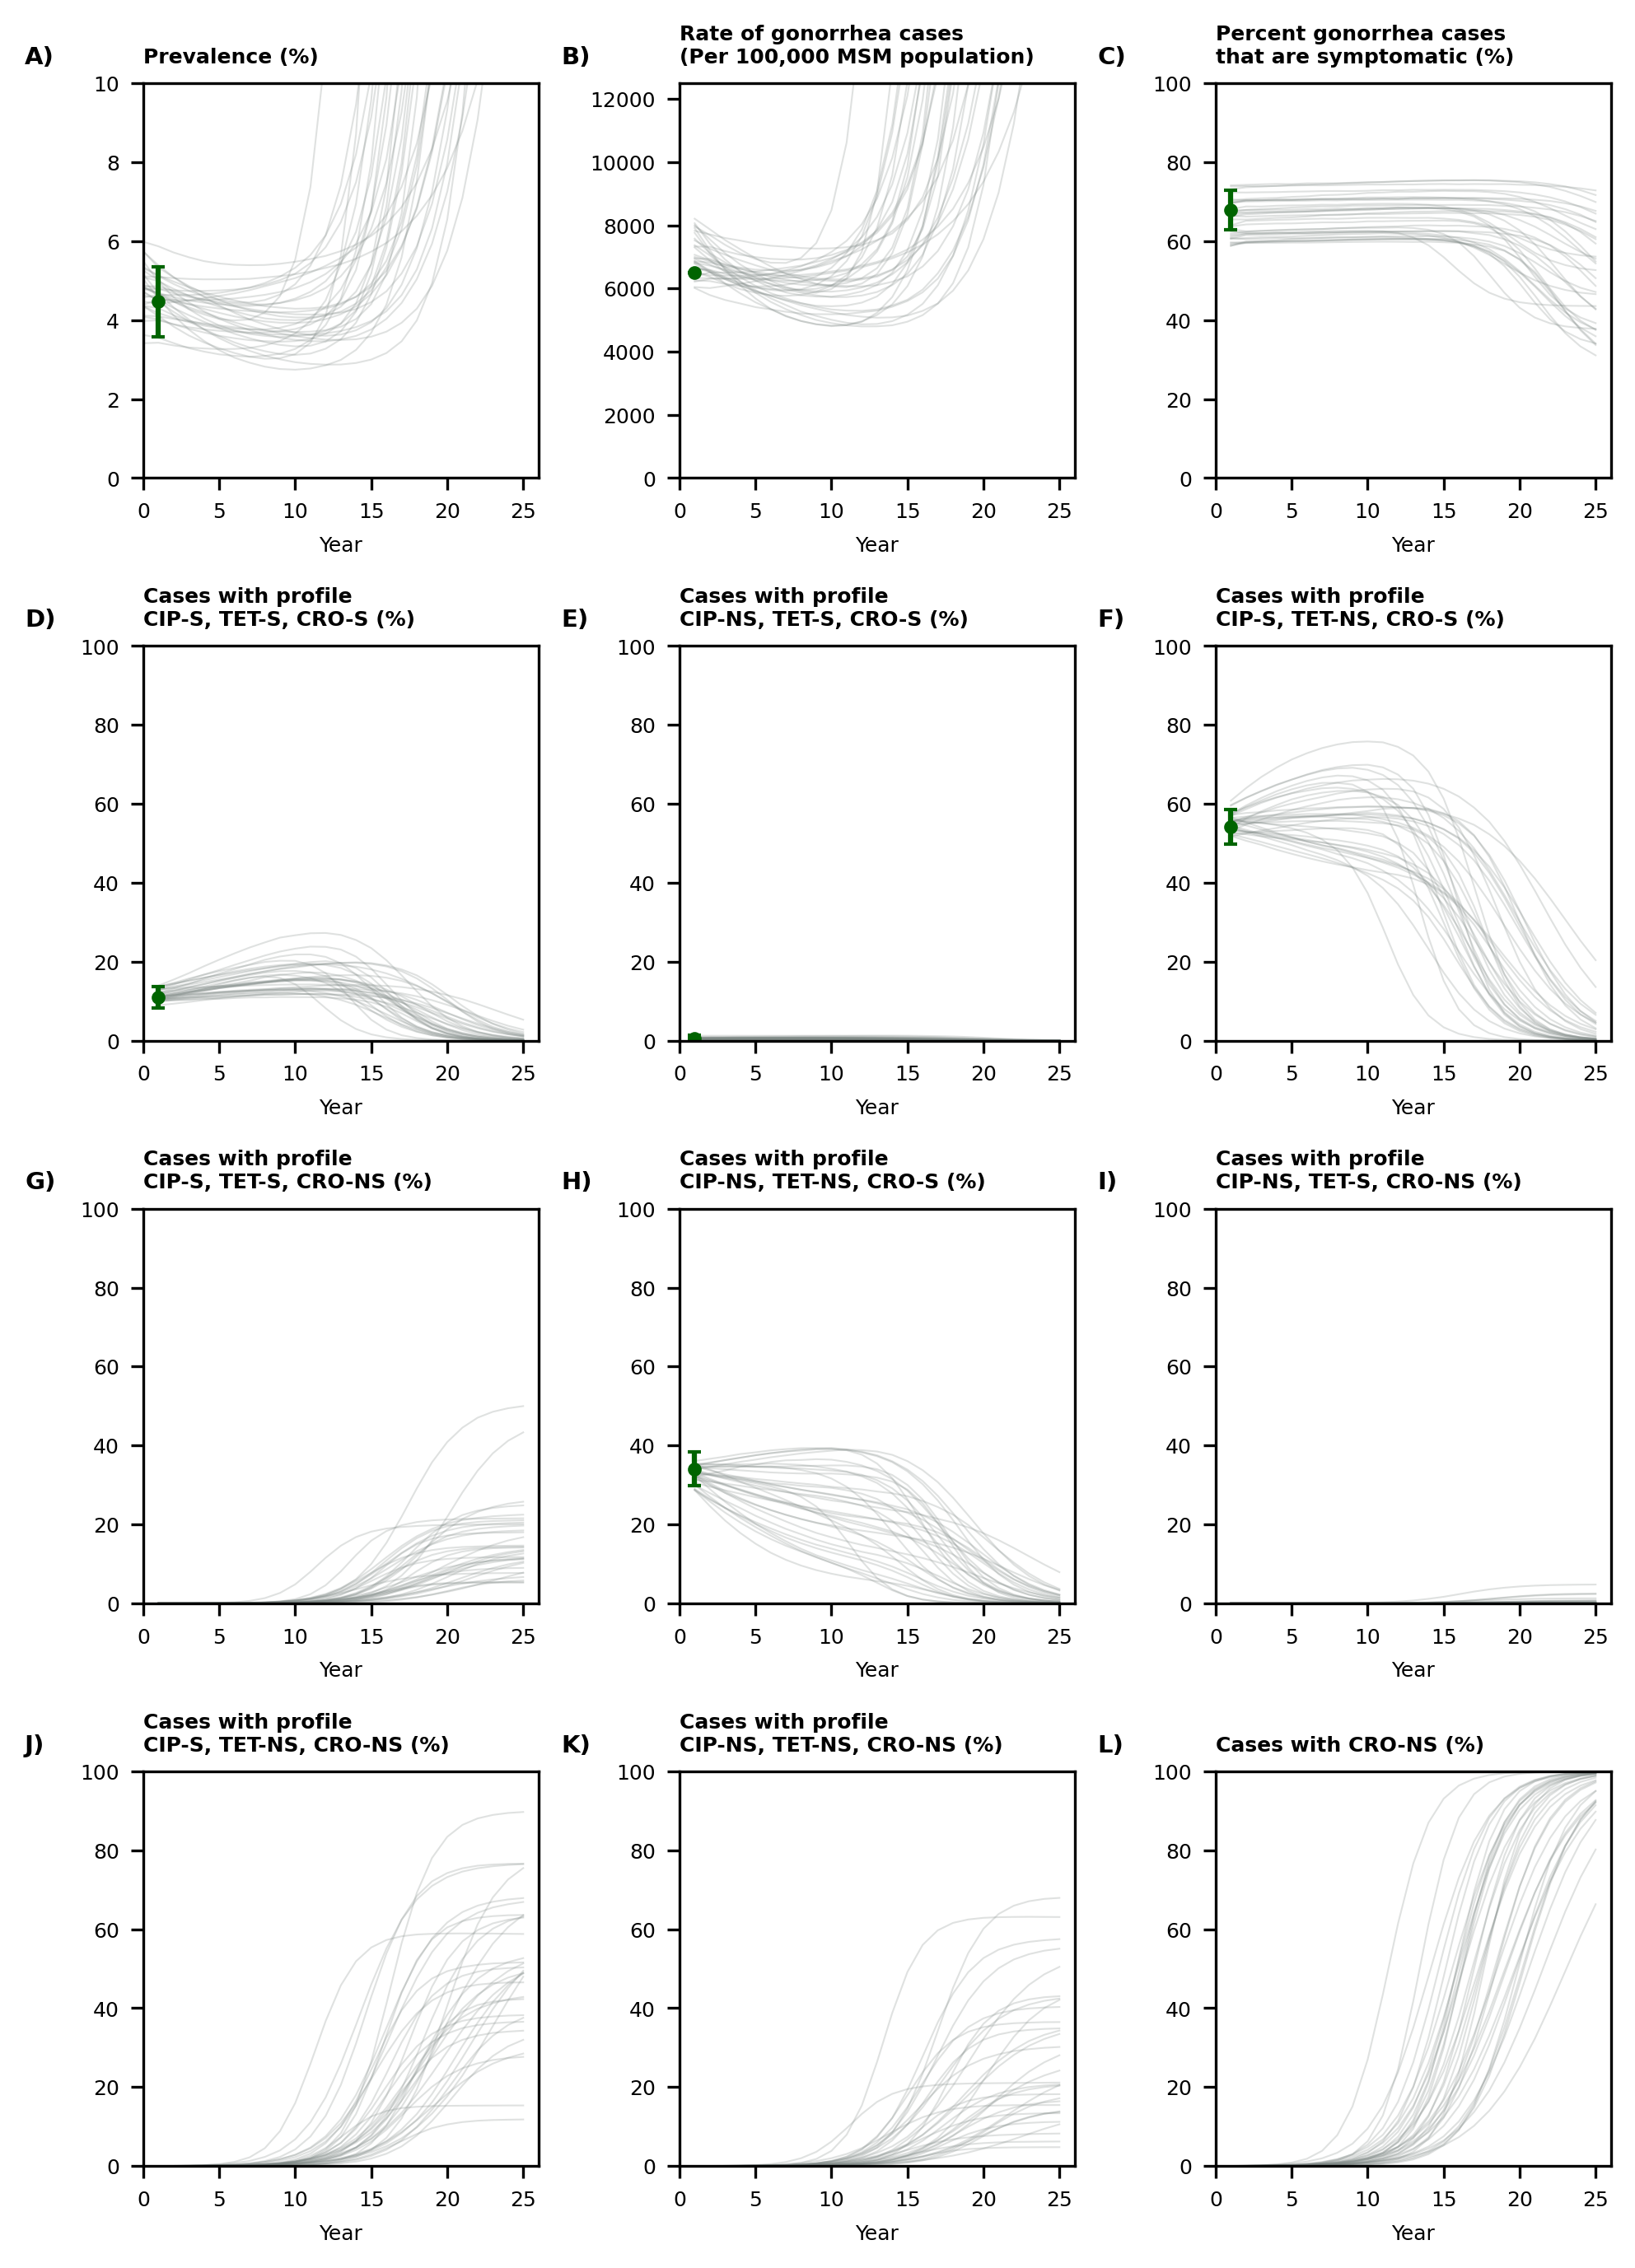 A)
Prevalence (%)
10
8
6
4
2
0
0 5 10 15 20 25
Year
B)
Rate of gonorrhea cases
(Per 100,000 MSM population)
12000
10000
8000
6000
4000
2000
0
0 5 10 15 20 25
Year
C)
Percent gonorrhea cases
that are symptomatic (%)
100
80
60
40
20
0
0 5 10 15 20 25
Year
D)
Cases with profile
CIP-S, TET-S, CRO-S (%)
100
80
60
40
20
0
0 5 10 15 20 25
Year
E)
Cases with profile
CIP-NS, TET-S, CRO-S (%)
100
80
60
40
20
0
0 5 10 15 20 25
Year
F)
Cases with profile
CIP-S, TET-NS, CRO-S (%)
100
80
60
40
20
0
0 5 10 15 20 25
Year
G)
Cases with profile
CIP-S, TET-S, CRO-NS (%)
100
80
60
40
20
0
0 5 10 15 20 25
Year
H)
Cases with profile
CIP-NS, TET-NS, CRO-S (%)
100
80
60
40
20
0
0 5 10 15 20 25
Year
I)
Cases with profile
CIP-NS, TET-S, CRO-NS (%)
100
80
60
40
20
0
0 5 10 15 20 25
Year
J)
Cases with profile
CIP-S, TET-NS, CRO-NS (%)
100
80
60
40
20
0
0 5 10 15 20 25
Year
K)
Cases with profile
CIP-NS, TET-NS, CRO-NS (%)
100
80
60
40
20
0
0 5 10 15 20 25
Year
L)
Cases with CRO-NS (%)
100
80
60
40
20
0
0 5 10 15 20 25
Year